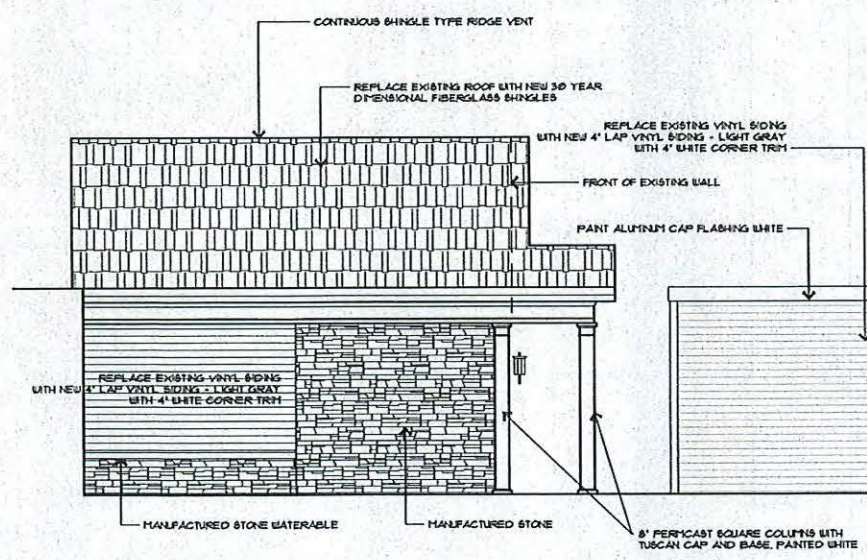 CONTINUOUS SHINGLE TYPE RIDGE VENT
REPLACE EXISTING ROOF WITH NEW 30 YEAR
DIMENSIONAL FIBERGLASS SHINGLES
REPLACE EXISTING VINYL SIDING
WITH NEW 4" LAP VINYL SIDING - LIGHT GRAY
WITH 4" WHITE CORNER TRIM
FRONT OF EXISTING WALL
PAINT ALUMINUM CAP FLASHING WHITE
REPLACE EXISTING VINYL SIDING
WITH NEW 4" LAP VINYL SIDING - LIGHT GRAY
WITH 4" WHITE CORNER TRIM
MANUFACTURED STONE WATERABLE
MANUFACTURED STONE
8" PERMCAST SQUARE COLUMNS WITH
TUSCAN CAP AND BASE, PAINTED WHITE